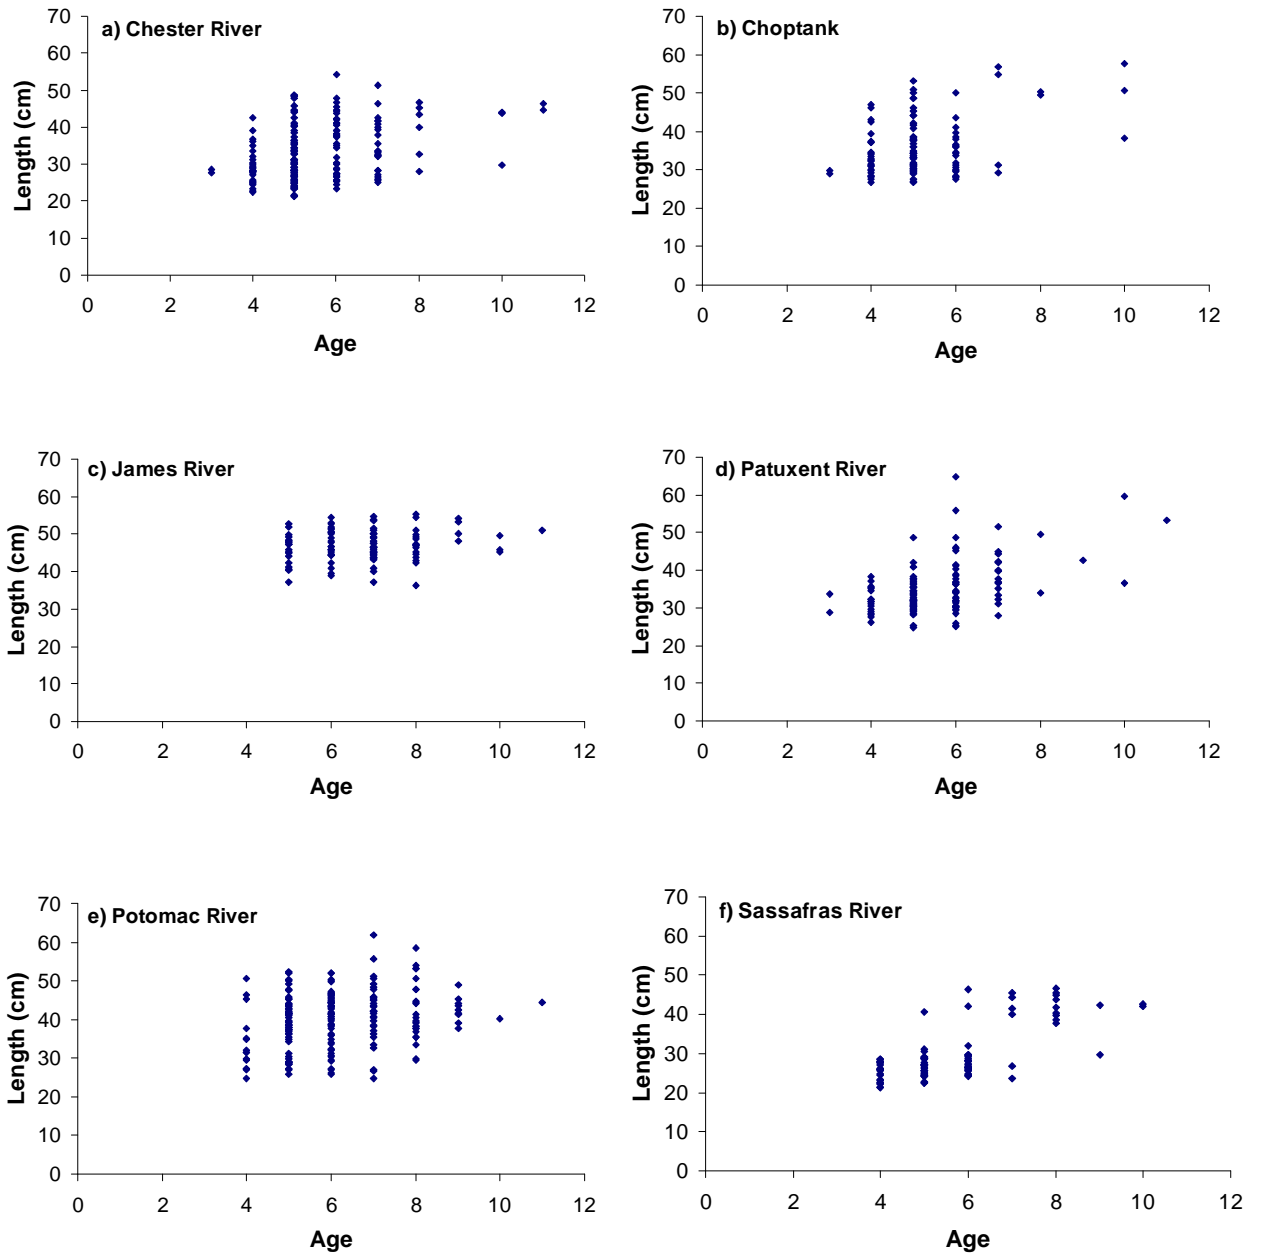 a) Chester River
70
60
50
40
30
20
10
0
Length (cm)
0 2 4 6 8 10 12
Age
b) Choptank
70
60
50
40
30
20
10
0
Length (cm)
0 2 4 6 8 10 12
Age
c) James River
70
60
50
40
30
20
10
0
Length (cm)
0 2 4 6 8 10 12
Age
d) Patuxent River
70
60
50
40
30
20
10
0
Length (cm)
0 2 4 6 8 10 12
Age
e) Potomac River
70
60
50
40
30
20
10
0
Length (cm)
0 2 4 6 8 10 12
Age
f) Sassafras River
70
60
50
40
30
20
10
0
Length (cm)
0 2 4 6 8 10 12
Age